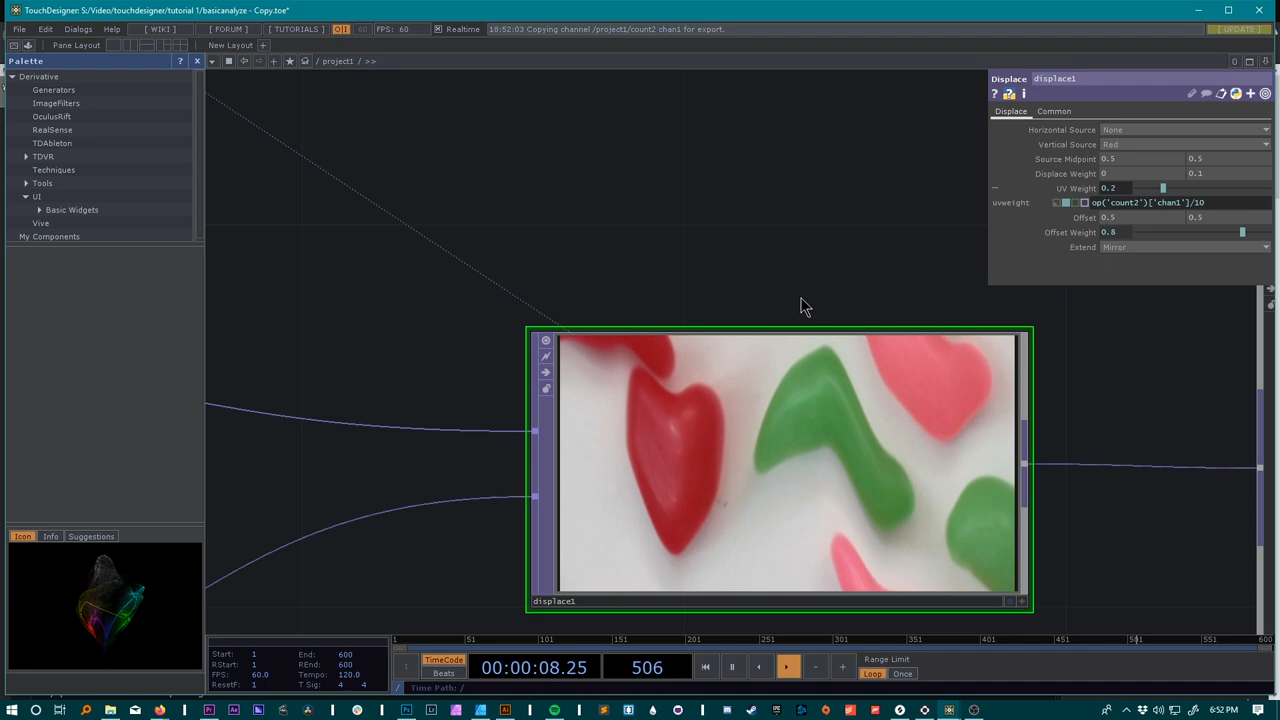 TouchDesigner: S:/Video/touchdesigner/tutorial 1/basicanalyze - Copy.toe*
File Edit Dialogs Help [ WIKI ] [ FORUM ] [ TUTORIALS ] OII 60 FPS: 60 Realtime 18:52:03 Copying channel /project1/count2 chan1 for export. [ UPDATE ]
Pane Layout New Layout +
Palette ? x / project1 / >> 0
Derivative
Generators
ImageFilters
OculusRift
RealSense
TDAbleton
TDVR
Techniques
Tools
UI
Basic Widgets
Vive
My Components
Displace displace1
Displace Common
Horizontal Source None
Vertical Source Red
Source Midpoint 0.5 0.5
Displace Weight 0 0.1
UV Weight 0.2
uvweight op('count2')['chan1']/10
Offset 0.5 0.5
Offset Weight 0.8
Extend Mirror
displace1
Icon Info Suggestions
1 51 101 151 201 251 301 351 401 451 501 551 600
Start: 1 End: 600
RStart: 1 REnd: 600
FPS: 60.0 Tempo: 120.0
ResetF: 1 T Sig: 4 4
TimeCode
Beats
00:00:08.25 506
Range Limit
Loop Once
/ Time Path: /
6:52 PM